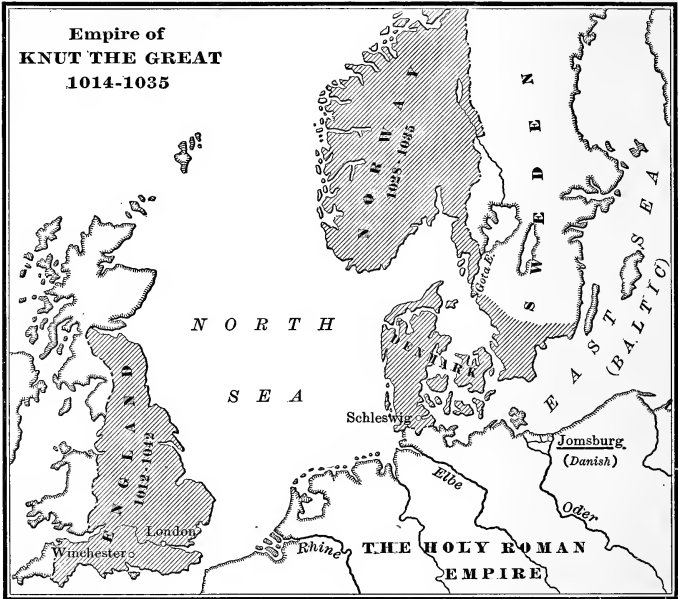 Empire of
KNUT THE GREAT
1014-1035
NORWAY
1028-1035
SWEDEN
Gota E.
NORTH
SEA
DENMARK
EAST SEA
(BALTIC)
ENGLAND
1012-1042
Schleswig
Jomsburg
(Danish)
Elbe
Oder
London
Winchester
Rhine
THE HOLY ROMAN
EMPIRE